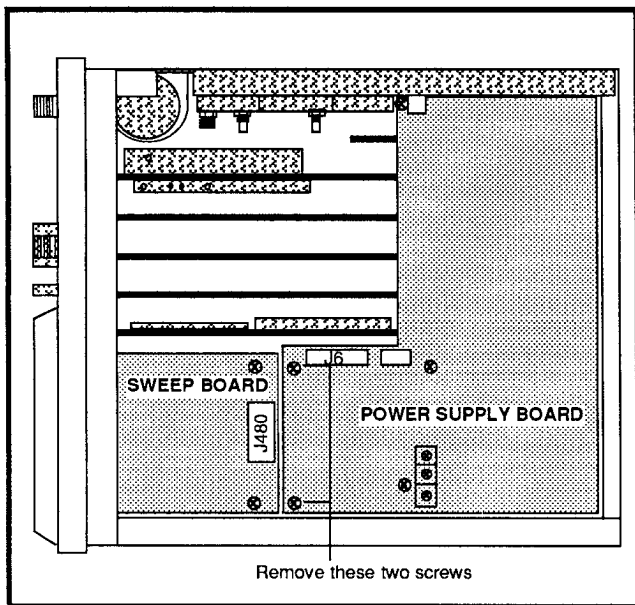 J6
SWEEP BOARD
J480
POWER SUPPLY BOARD
Remove these two screws